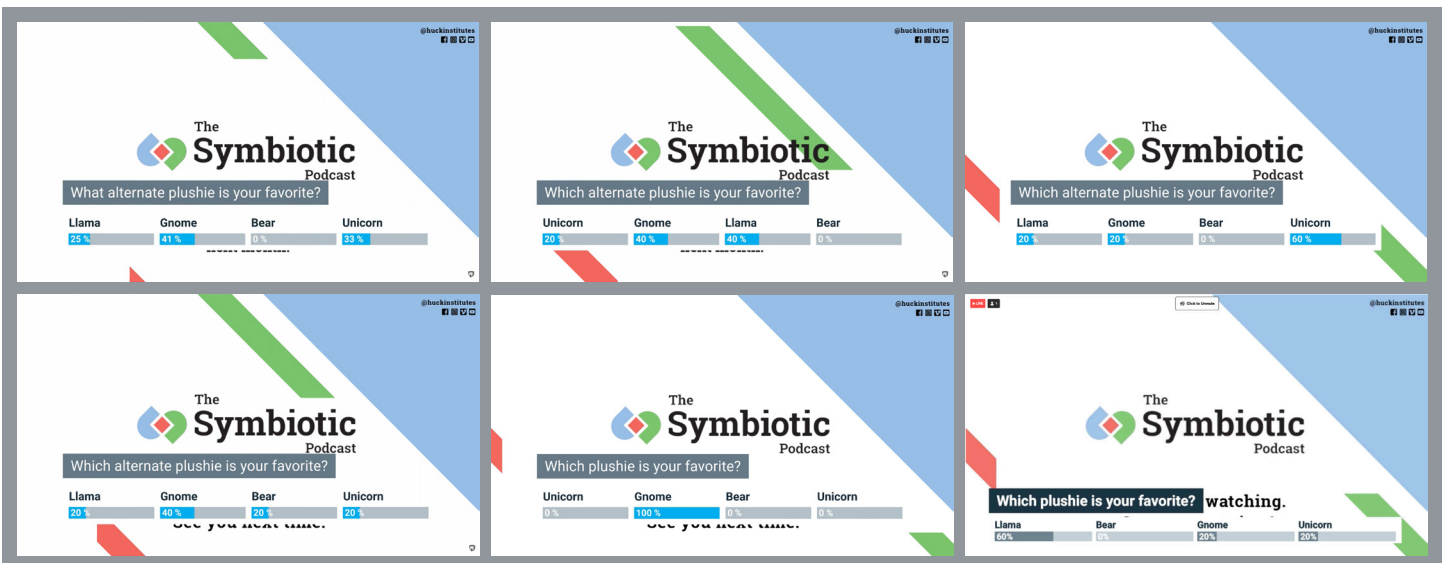 @huckinstitutes
The
Symbiotic
Podcast
What alternate plushie is your favorite?
Llama Gnome Bear Unicorn
25 % 41 % 0 % 33 %
@huckinstitutes
The
Symbiotic
Podcast
Which alternate plushie is your favorite?
Unicorn Gnome Llama Bear
20 % 40 % 40 % 0 %
@huckinstitutes
The
Symbiotic
Podcast
Which alternate plushie is your favorite?
Llama Gnome Bear Unicorn
20 % 20 % 0 % 60 %
@huckinstitutes
The
Symbiotic
Podcast
Which alternate plushie is your favorite?
Llama Gnome Bear Unicorn
20 % 40 % 20 % 20 %
See you next time.
@huckinstitutes
The
Symbiotic
Podcast
Which plushie is your favorite?
Unicorn Gnome Bear Unicorn
0 % 100 % 0 % 0 %
See you next time.
LIVE 1 Click to Unmute
@huckinstitutes
The
Symbiotic
Podcast
Which plushie is your favorite? watching.
Llama Bear Gnome Unicorn
60% 0% 20% 20%